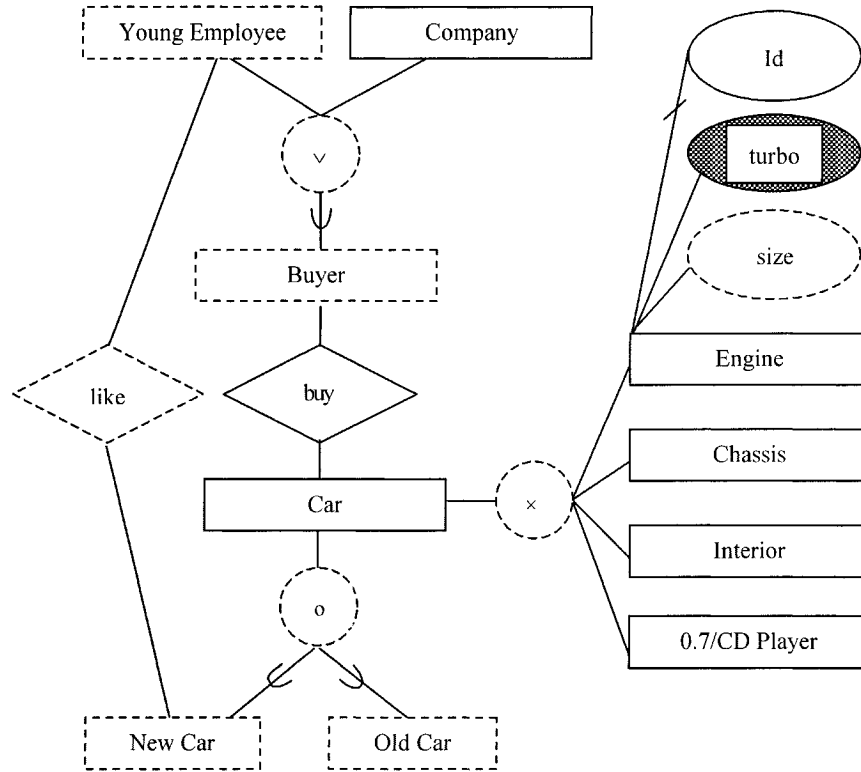 Young Employee
Company
Id
turbo
size
∨
Buyer
Engine
like
buy
Chassis
Car
×
Interior
o
0.7/CD Player
New Car
Old Car